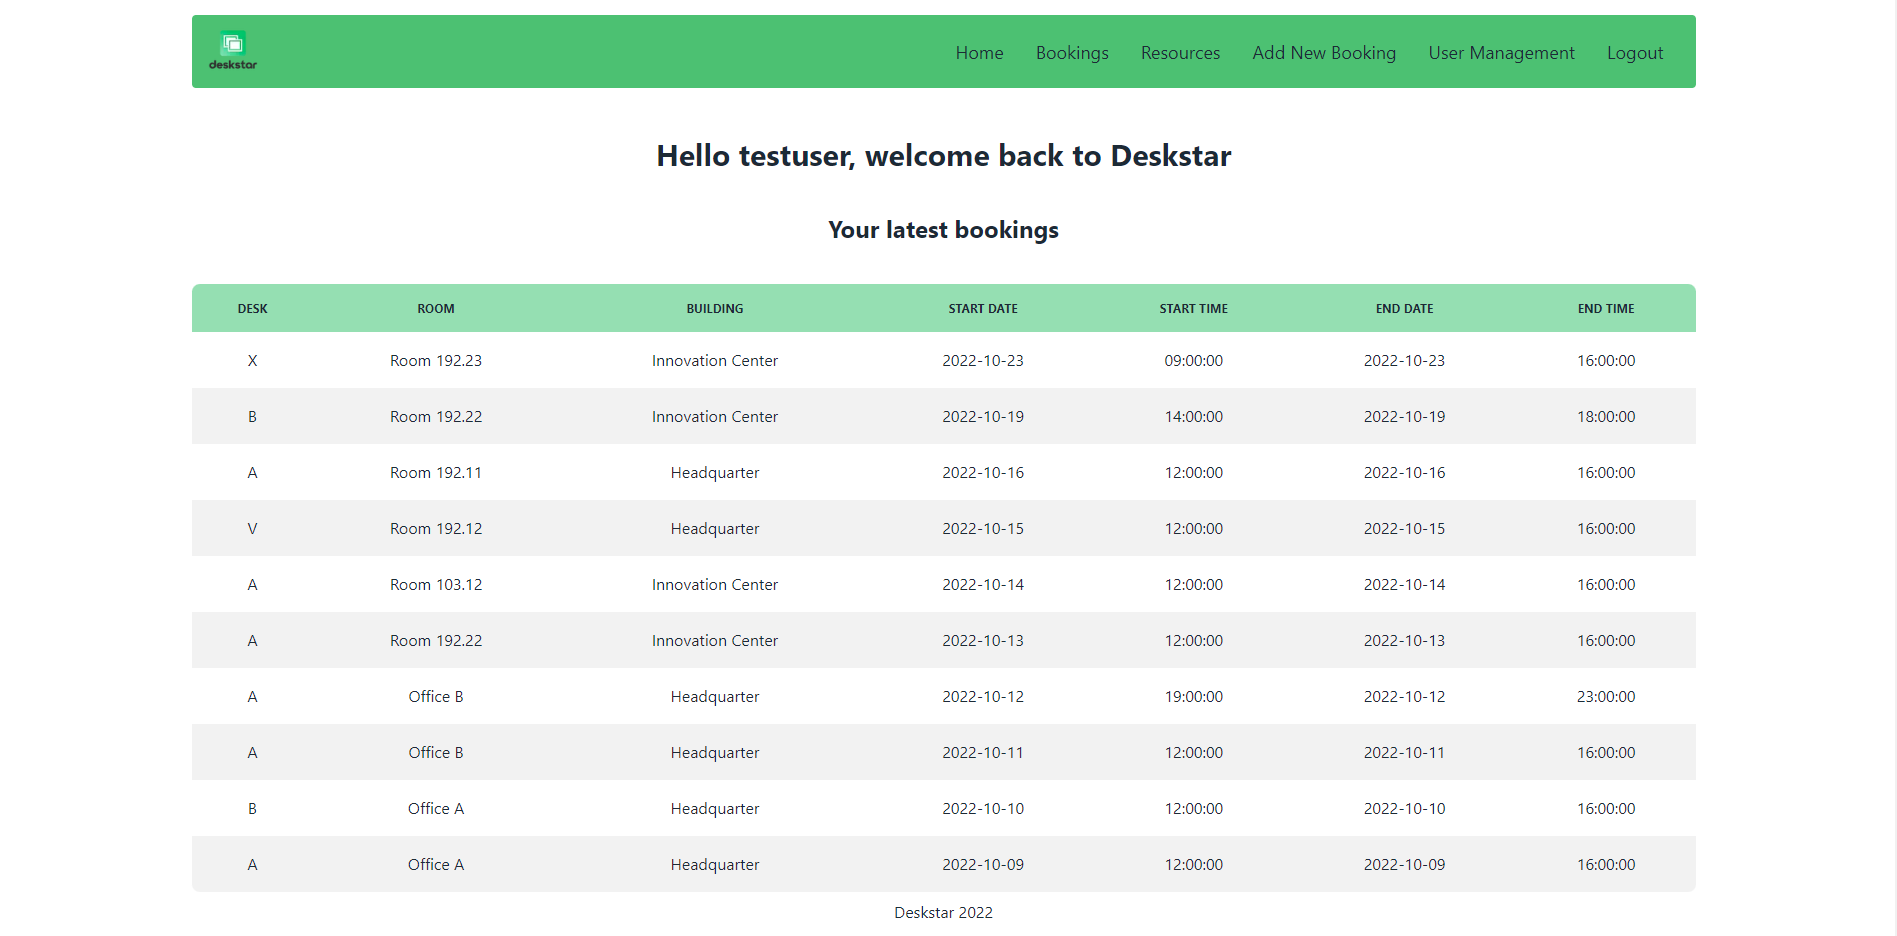 deskstar
Home Bookings Resources Add New Booking User Management Logout
Hello testuser, welcome back to Deskstar
Your latest bookings
DESK ROOM BUILDING START DATE START TIME END DATE END TIME
X Room 192.23 Innovation Center 2022-10-23 09:00:00 2022-10-23 16:00:00
B Room 192.22 Innovation Center 2022-10-19 14:00:00 2022-10-19 18:00:00
A Room 192.11 Headquarter 2022-10-16 12:00:00 2022-10-16 16:00:00
V Room 192.12 Headquarter 2022-10-15 12:00:00 2022-10-15 16:00:00
A Room 103.12 Innovation Center 2022-10-14 12:00:00 2022-10-14 16:00:00
A Room 192.22 Innovation Center 2022-10-13 12:00:00 2022-10-13 16:00:00
A Office B Headquarter 2022-10-12 19:00:00 2022-10-12 23:00:00
A Office B Headquarter 2022-10-11 12:00:00 2022-10-11 16:00:00
B Office A Headquarter 2022-10-10 12:00:00 2022-10-10 16:00:00
A Office A Headquarter 2022-10-09 12:00:00 2022-10-09 16:00:00
Deskstar 2022